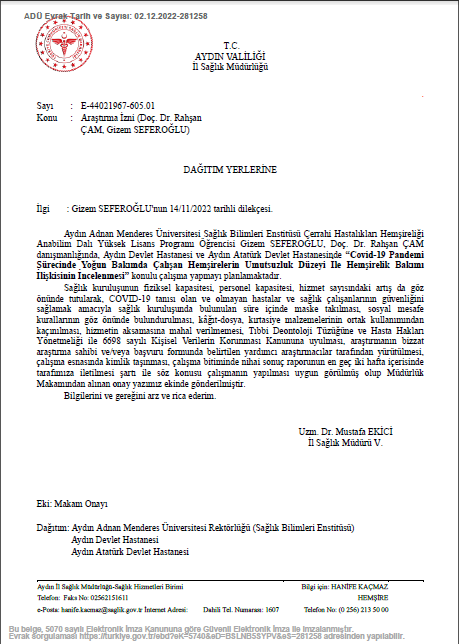 ADÜ Evrak Tarih ve Sayısı: 02.12.2022-281258
T.C.
AYDIN VALİLİĞİ
İl Sağlık Müdürlüğü
Sayı : E-44021967-605.01
Konu : Araştırma İzni (Doç. Dr. Rahşan
ÇAM, Gizem SEFEROĞLU)
DAĞITIM YERLERİNE
İlgi : Gizem SEFEROĞLU'nun 14/11/2022 tarihli dilekçesi.
Aydın Adnan Menderes Üniversitesi Sağlık Bilimleri Enstitüsü Cerrahi Hastalıkları Hemşireliği
Anabilim Dalı Yüksek Lisans Programı Öğrencisi Gizem SEFEROĞLU, Doç. Dr. Rahşan ÇAM
danışmanlığında, Aydın Devlet Hastanesi ve Aydın Atatürk Devlet Hastanesinde "Covid-19 Pandemi
Sürecinde Yoğun Bakımda Çalışan Hemşirelerin Umutsuzluk Düzeyi İle Hemşirelik Bakımı
İlişkisinin İncelenmesi" konulu çalışma yapmayı planlamaktadır.
Sağlık kuruluşunun fiziksel kapasitesi, personel kapasitesi, hizmet sayısındaki artış da göz
önünde tutularak, COVID-19 tanısı olan ve olmayan hastalar ve sağlık çalışanlarının güvenliğini
sağlamak amacıyla sağlık kuruluşunda bulunulan süre içinde maske takılması, sosyal mesafe
kurallarının göz önünde bulundurulması, kâğıt-dosya, kırtasiye malzemelerinin ortak kullanımından
kaçınılması, hizmetin aksamasına mahal verilmemesi, Tıbbi Deontoloji Tüzüğüne ve Hasta Hakları
Yönetmeliği ile 6698 sayılı Kişisel Verilerin Korunması Kanununa uyulması, araştırmanın bizzat
araştırma sahibi ve/veya başvuru formunda belirtilen yardımcı araştırmacılar tarafından yürütülmesi,
çalışma esnasında kimlik taşınması, çalışma bitiminde nihai sonuç raporunun en geç iki hafta içerisinde
tarafımıza iletilmesi şartı ile söz konusu çalışmanın yapılması uygun görülmüş olup Müdürlük
Makamından alınan onay yazımız ekinde gönderilmiştir.
Bilgilerini ve gereğini arz ve rica ederim.
Uzm. Dr. Mustafa EKİCİ
İl Sağlık Müdürü V.
Eki: Makam Onayı
Dağıtım: Aydın Adnan Menderes Üniversitesi Rektörlüğü (Sağlık Bilimleri Enstitüsü)
Aydın Devlet Hastanesi
Aydın Atatürk Devlet Hastanesi
Aydın İl Sağlık Müdürlüğü-Sağlık Hizmetleri Birimi Bilgi için: HANİFE KAÇMAZ
Telefon: Faks No: 02562151611 HEMŞİRE
e-Posta: hanife.kacmaz@saglik.gov.tr İnternet Adresi: Dahili Tel. Numarası: 1607 Telefon No: (0 256) 213 50 00
Bu belge, 5070 sayılı Elektronik İmza Kanununa göre Güvenli Elektronik İmza ile İmzalanmıştır.
Evrak sorgulaması https://turkiye.gov.tr/ebd?eK=5740&eD=BSLNB5SYPV&eS=281258 adresinden yapılabilir.